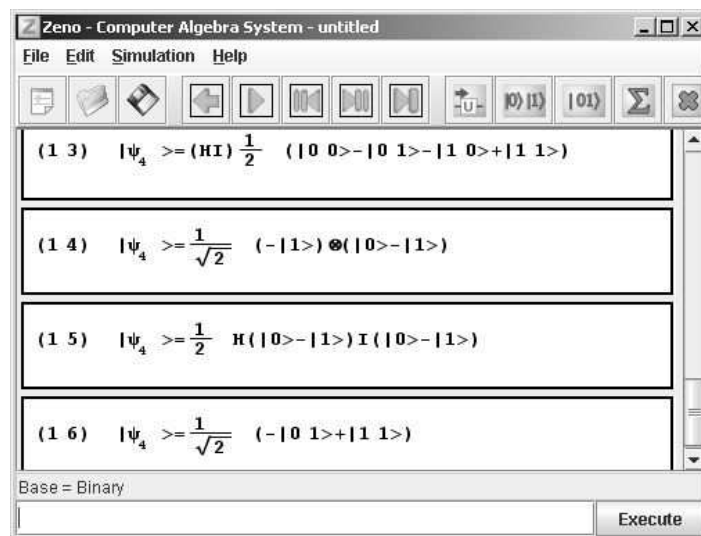 Zeno - Computer Algebra System - untitled
File Edit Simulation Help
U |0⟩ |1⟩ |01⟩ Σ
(1 3) |ψ₄ >=(HI) 1/2 (|0 0>-|0 1>-|1 0>+|1 1>)
(1 4) |ψ₄ >= 1/√2 (-|1>)⊗(|0>-|1>)
(1 5) |ψ₄ >= 1/2 H(|0>-|1>)I(|0>-|1>)
(1 6) |ψ₄ >= 1/√2 (-|0 1>+|1 1>)
Base = Binary
Execute